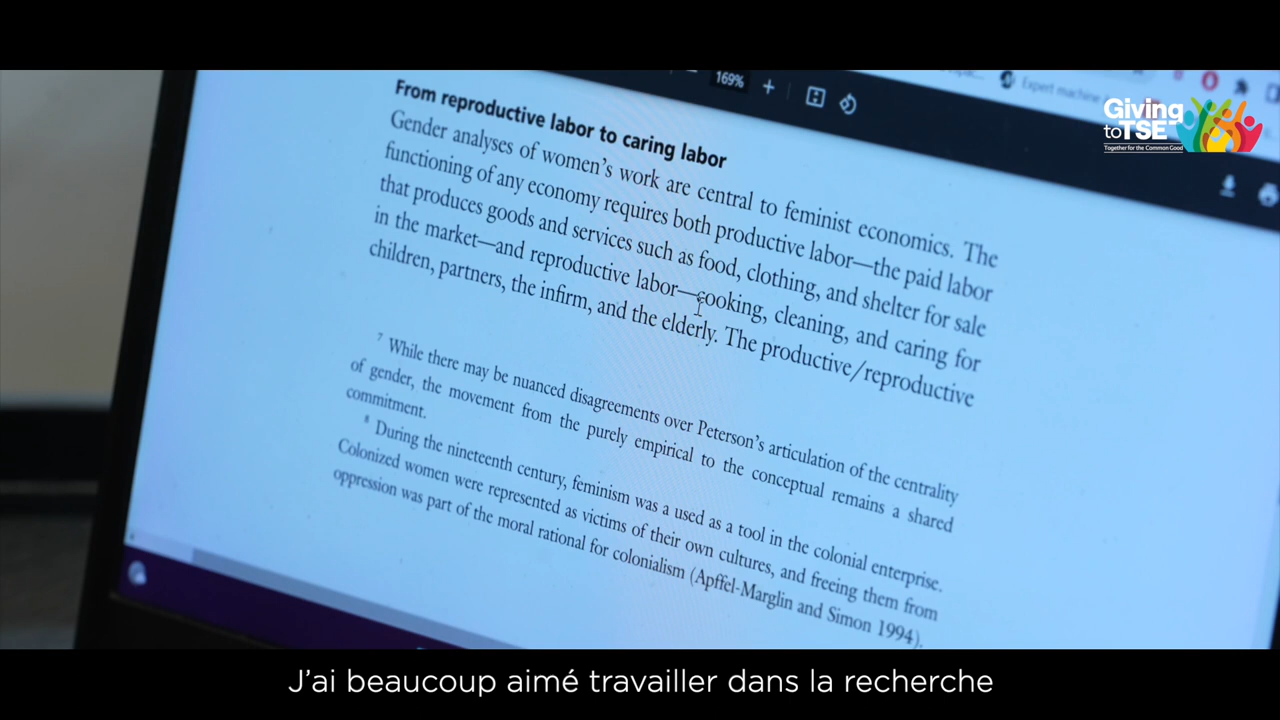 169%
Expert machine
Giving
to TSE
Together for the Common Good
From reproductive labor to caring labor
Gender analyses of women's work are central to feminist economics. The
functioning of any economy requires both productive labor—the paid labor
that produces goods and services such as food, clothing, and shelter for sale
in the market—and reproductive labor—cooking, cleaning, and caring for
children, partners, the infirm, and the elderly. The productive/reproductive
7 While there may be nuanced disagreements over Peterson's articulation of the centrality
of gender, the movement from the purely empirical to the conceptual remains a shared
commitment.
8 During the nineteenth century, feminism was a used as a tool in the colonial enterprise.
Colonized women were represented as victims of their own cultures, and freeing them from
oppression was part of the moral rational for colonialism (Apffel-Marglin and Simon 1994).
J'ai beaucoup aimé travailler dans la recherche